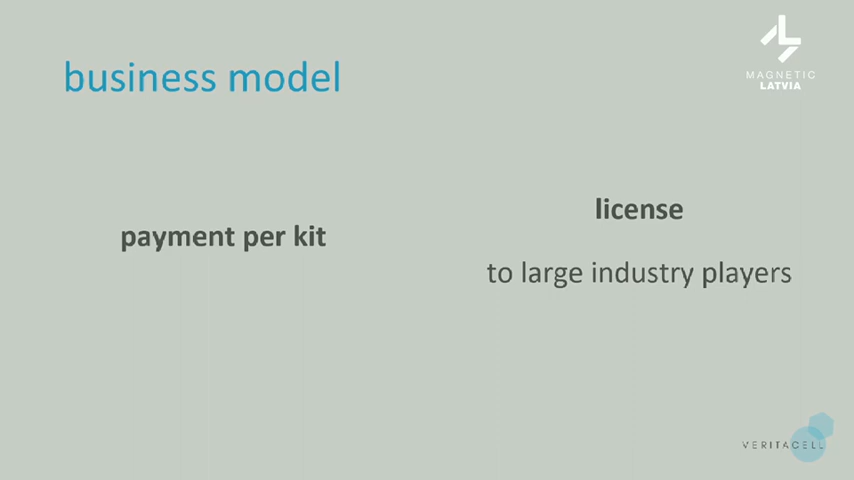 business model
MAGNETIC
LATVIA
payment per kit
license
to large industry players
VERITACELL